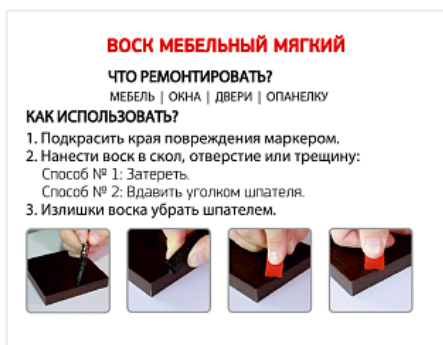 ВОСК МЕБЕЛЬНЫЙ МЯГКИЙ
ЧТО РЕМОНТИРОВАТЬ?
МЕБЕЛЬ | ОКНА | ДВЕРИ | ОПАНЕЛКУ
КАК ИСПОЛЬЗОВАТЬ?
1. Подкрасить края повреждения маркером.
2. Нанести воск в скол, отверстие или трещину:
Способ № 1: Затереть.
Способ № 2: Вдавить уголком шпателя.
3. Излишки воска убрать шпателем.